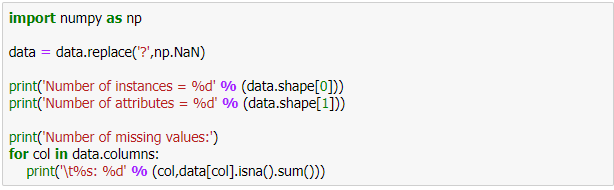 import numpy as np
data = data.replace('?',np.NaN)
print('Number of instances = %d' % (data.shape[0]))
print('Number of attributes = %d' % (data.shape[1]))
print('Number of missing values:')
for col in data.columns:
    print('\t%s: %d' % (col,data[col].isna().sum()))